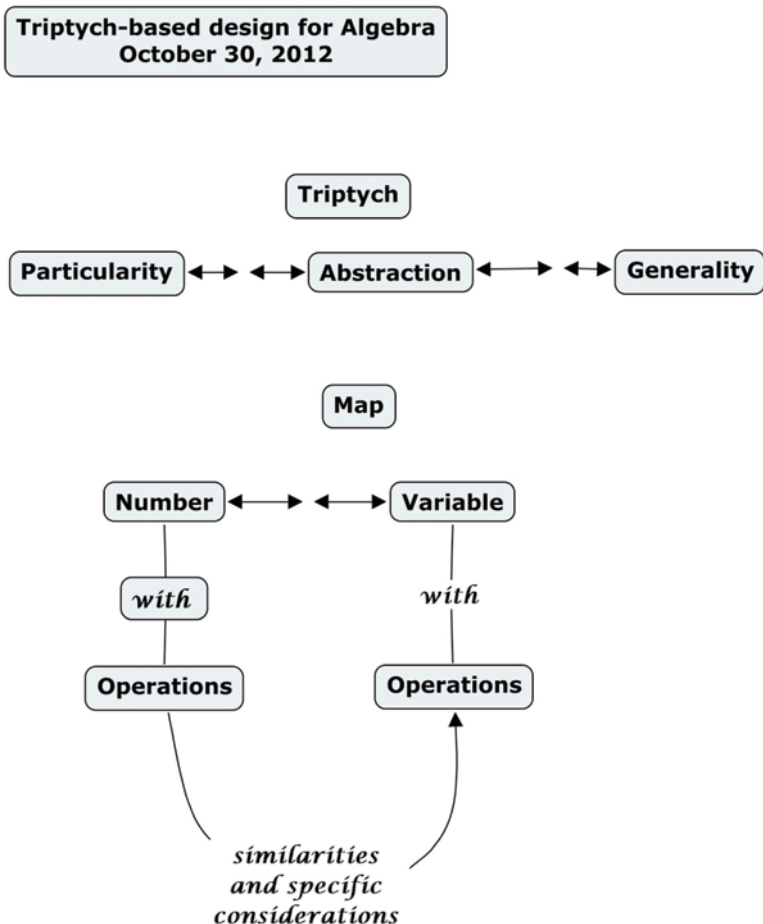 Triptych-based design for Algebra
October 30, 2012
Triptych
Particularity Abstraction Generality
Map
Number Variable
with with
Operations Operations
similarities
and specific
considerations